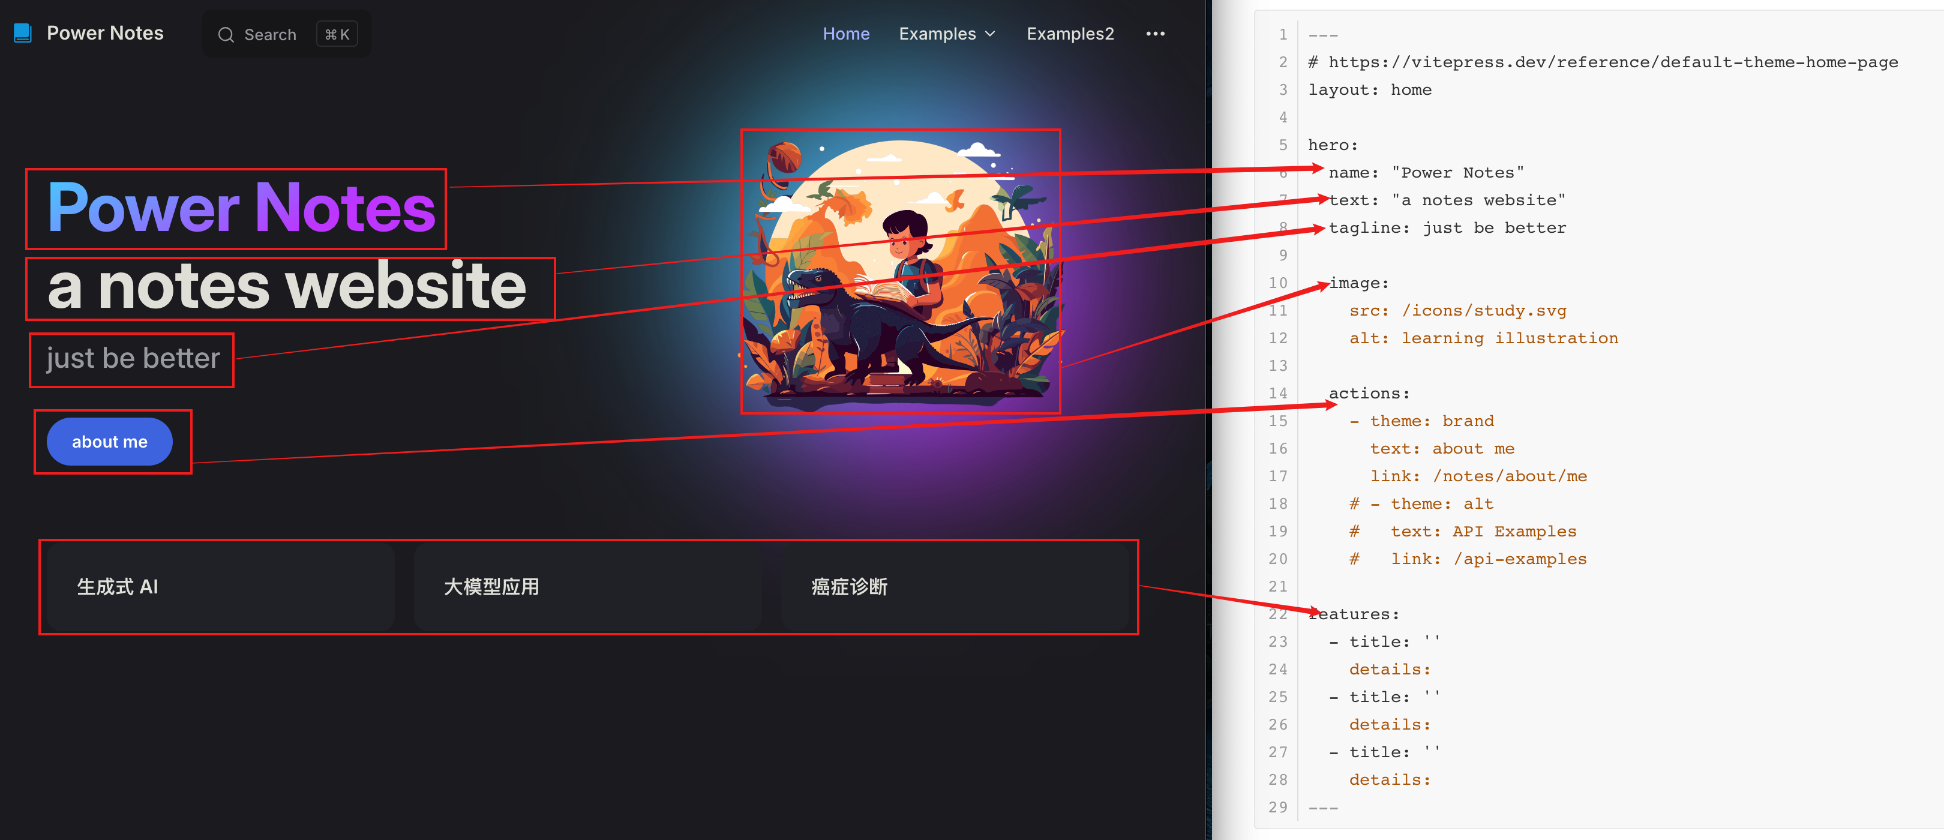 Power Notes
Search
⌘ K
Home
Examples
Examples2
Power Notes
a notes website
just be better
about me
生成式 AI
大模型应用
癌症诊断
1 ---
2 # https://vitepress.dev/reference/default-theme-home-page
3 layout: home
4
5 hero:
6 name: "Power Notes"
7 text: "a notes website"
8 tagline: just be better
9
10 image:
11 src: /icons/study.svg
12 alt: learning illustration
13
14 actions:
15 - theme: brand
16 text: about me
17 link: /notes/about/me
18 # - theme: alt
19 # text: API Examples
20 # link: /api-examples
21
22 features:
23 - title: ''
24 details:
25 - title: ''
26 details:
27 - title: ''
28 details:
29 ---